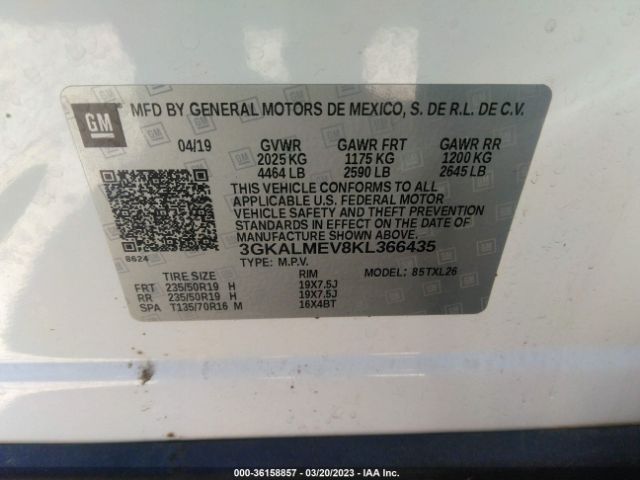 GM
MFD BY GENERAL MOTORS DE MEXICO, S. DE R.L. DE C.V.
04/19 GVWR GAWR FRT GAWR RR
2025 KG 1175 KG 1200 KG
4464 LB 2590 LB 2645 LB
THIS VEHICLE CONFORMS TO ALL
APPLICABLE U.S. FEDERAL MOTOR
VEHICLE SAFETY AND THEFT PREVENTION
STANDARDS IN EFFECT ON THE DATE OF
MANUFACTURE SHOWN ABOVE.
8624
3GKALMEV8KL366435
TYPE: M.P.V. MODEL: 85TXL26
TIRE SIZE RIM
FRT 235/50R19 H 19X7.5J
RR 235/50R19 H 19X7.5J
SPA T135/70R16 M 16X4BT
000-36158857 - 03/20/2023 - IAA Inc.